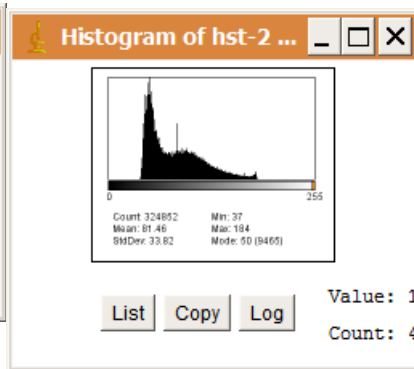 Histogram of hst-2 ...
0 255
Count: 324852 Min: 37
Mean: 81.46 Max: 184
StdDev: 33.82 Mode: 50 (9465)
List Copy Log
Value: 1
Count: 4